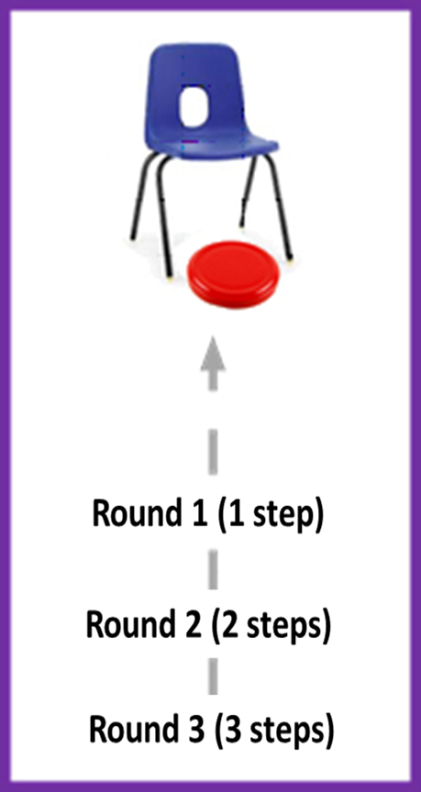 Round 1 (1 step)
Round 2 (2 steps)
Round 3 (3 steps)